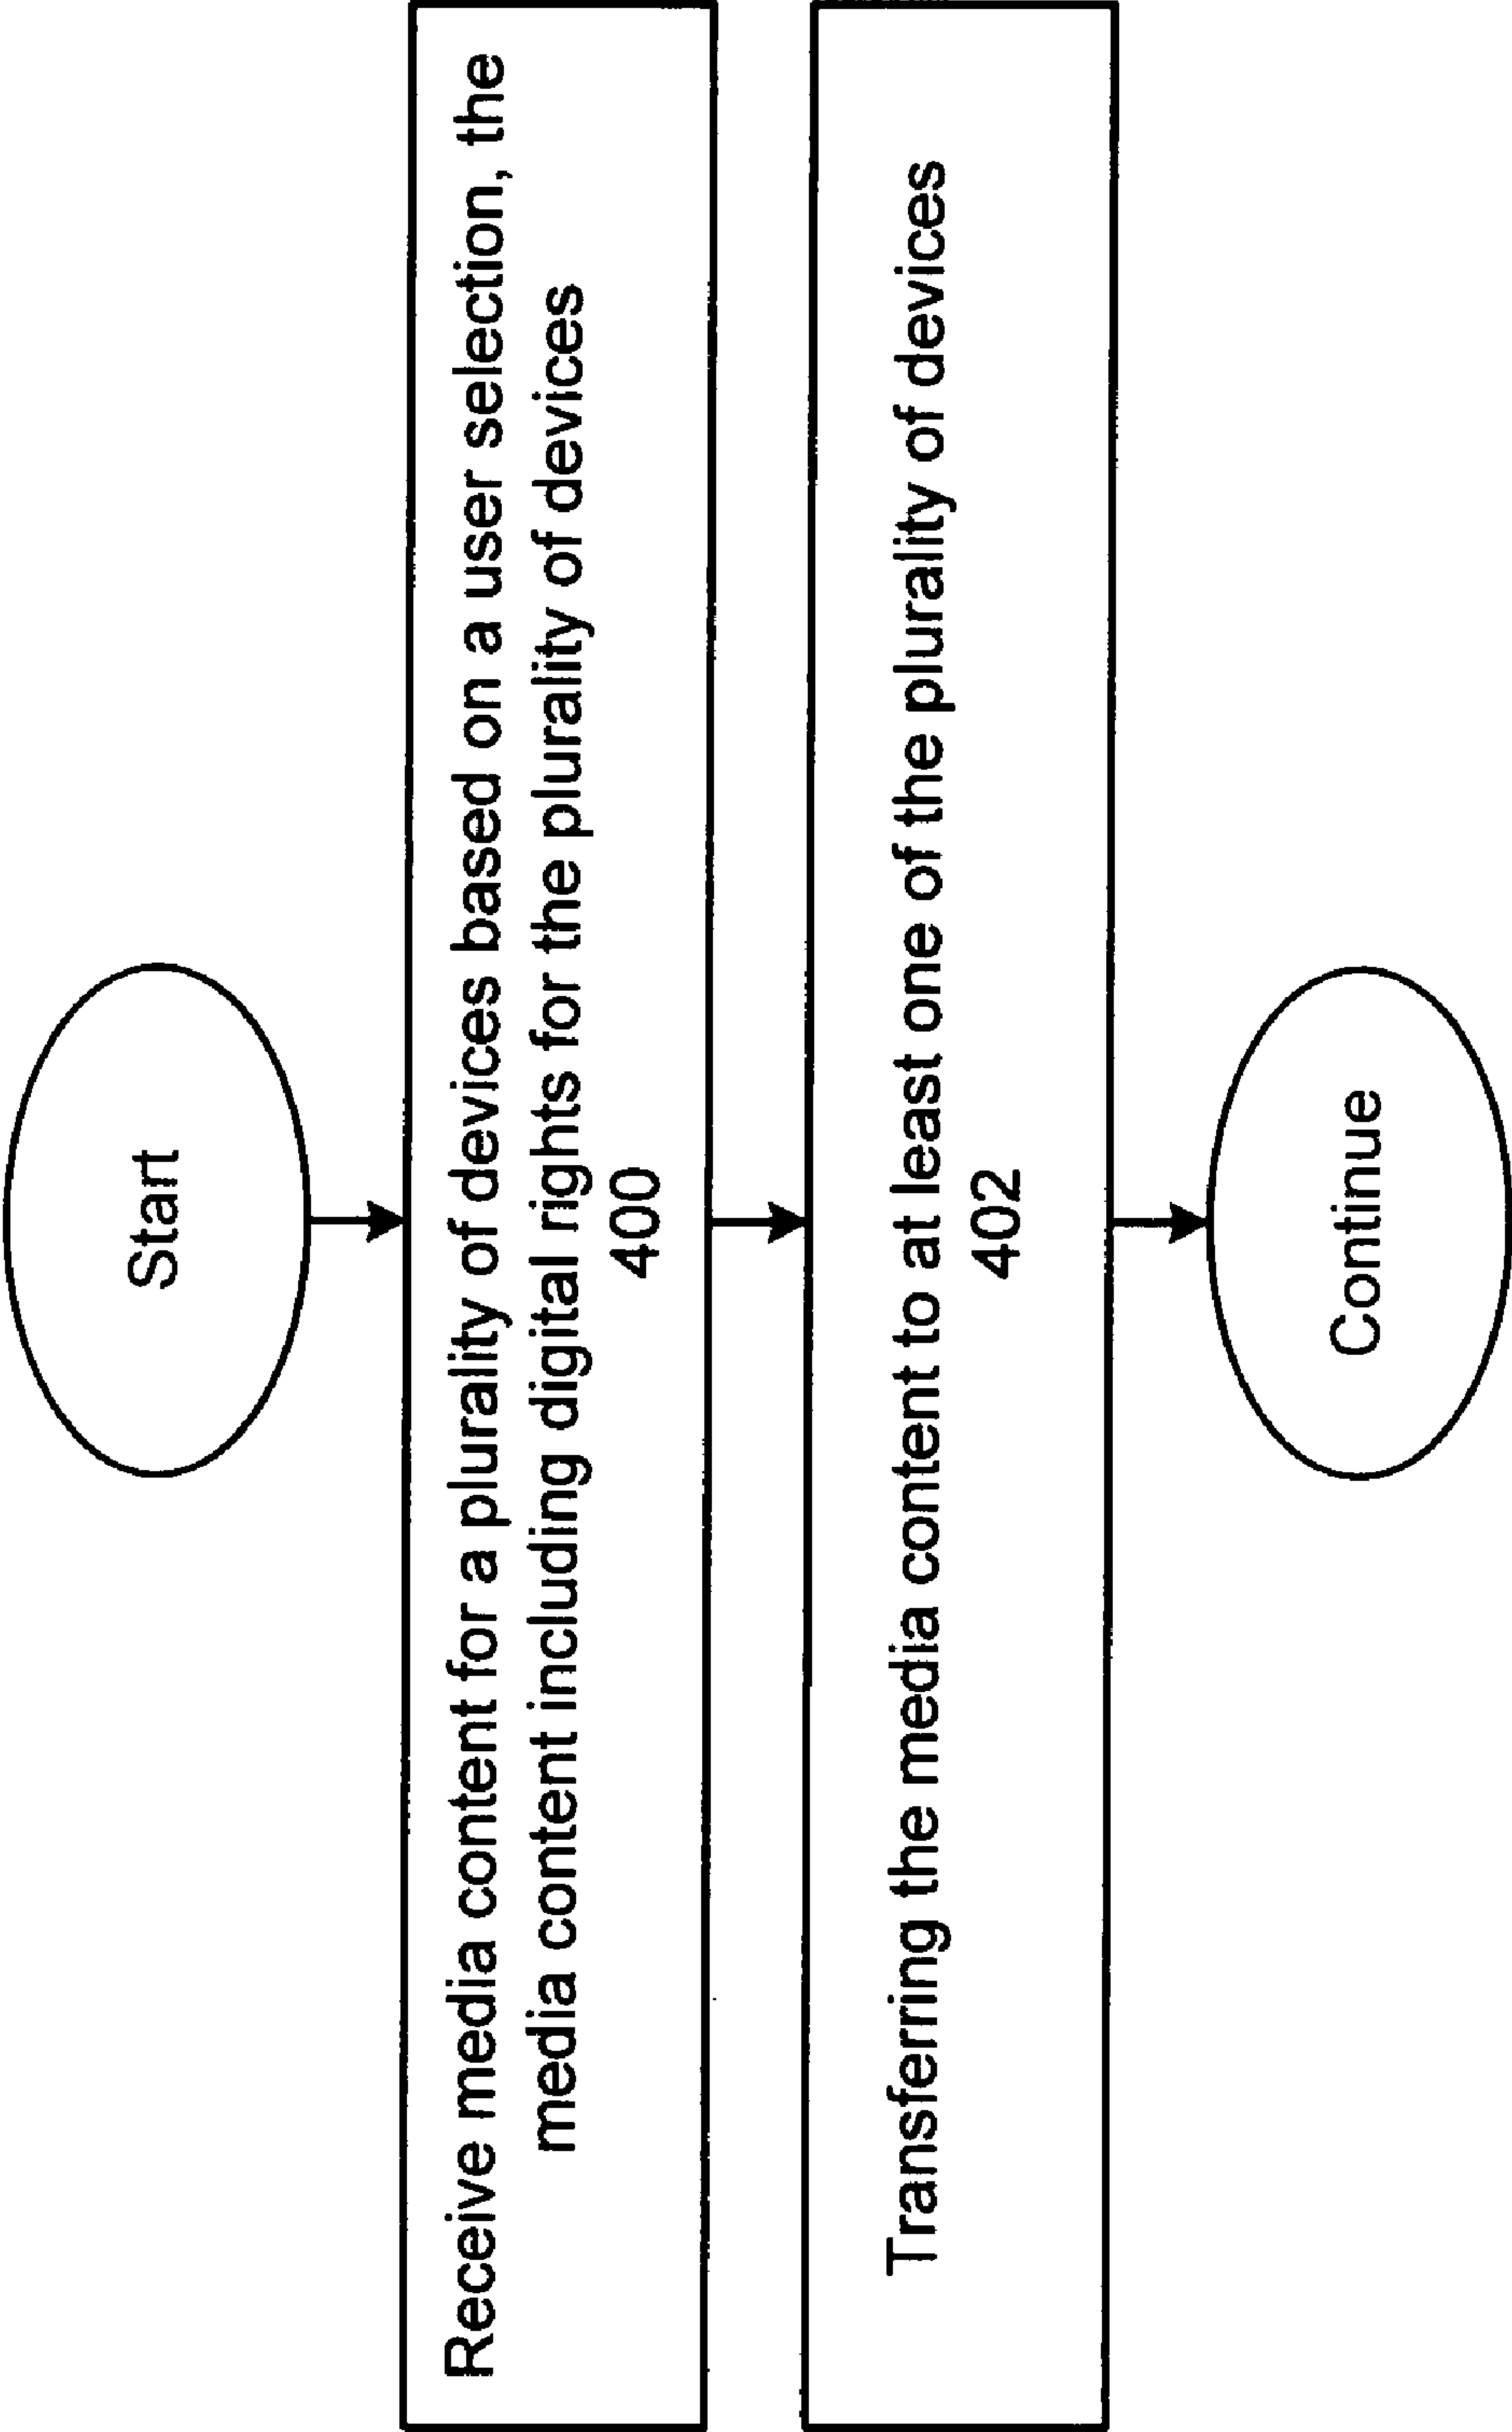 Start
Receive media content for a plurality of devices based on a user selection, the
media content including digital rights for the plurality of devices
400
Transferring the media content to at least one of the plurality of devices
402
Continue